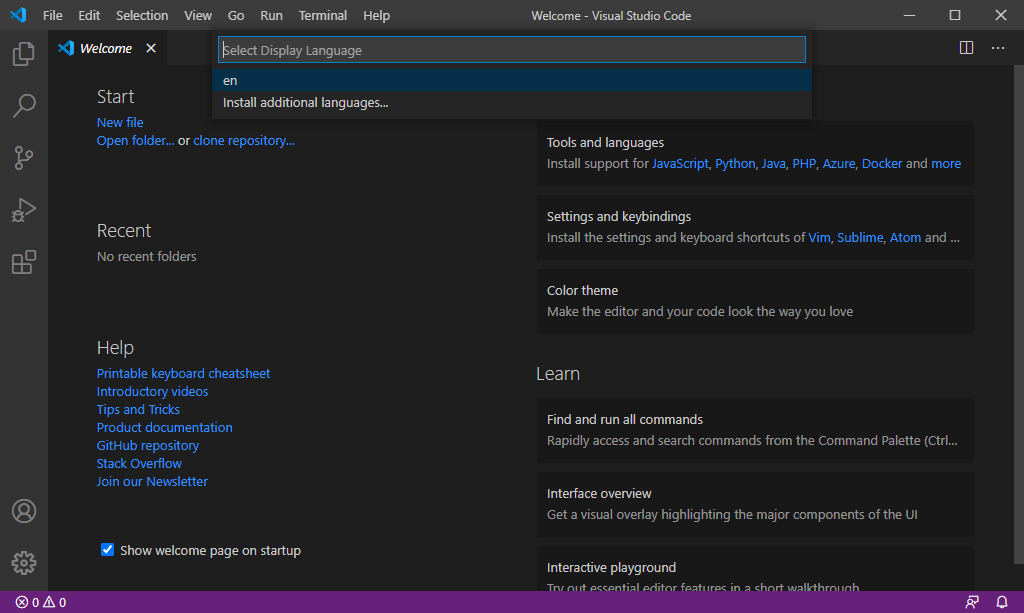 File Edit Selection View Go Run Terminal Help
Welcome - Visual Studio Code
Welcome
Select Display Language
en
Install additional languages...
Start
New file
Open folder... or clone repository...
Recent
No recent folders
Help
Printable keyboard cheatsheet
Introductory videos
Tips and Tricks
Product documentation
GitHub repository
Stack Overflow
Join our Newsletter
Show welcome page on startup
Tools and languages
Install support for JavaScript, Python, Java, PHP, Azure, Docker and more
Settings and keybindings
Install the settings and keyboard shortcuts of Vim, Sublime, Atom and ...
Color theme
Make the editor and your code look the way you love
Learn
Find and run all commands
Rapidly access and search commands from the Command Palette (Ctrl...
Interface overview
Get a visual overlay highlighting the major components of the UI
Interactive playground
Try out essential editor features in a short walkthrough
0 0